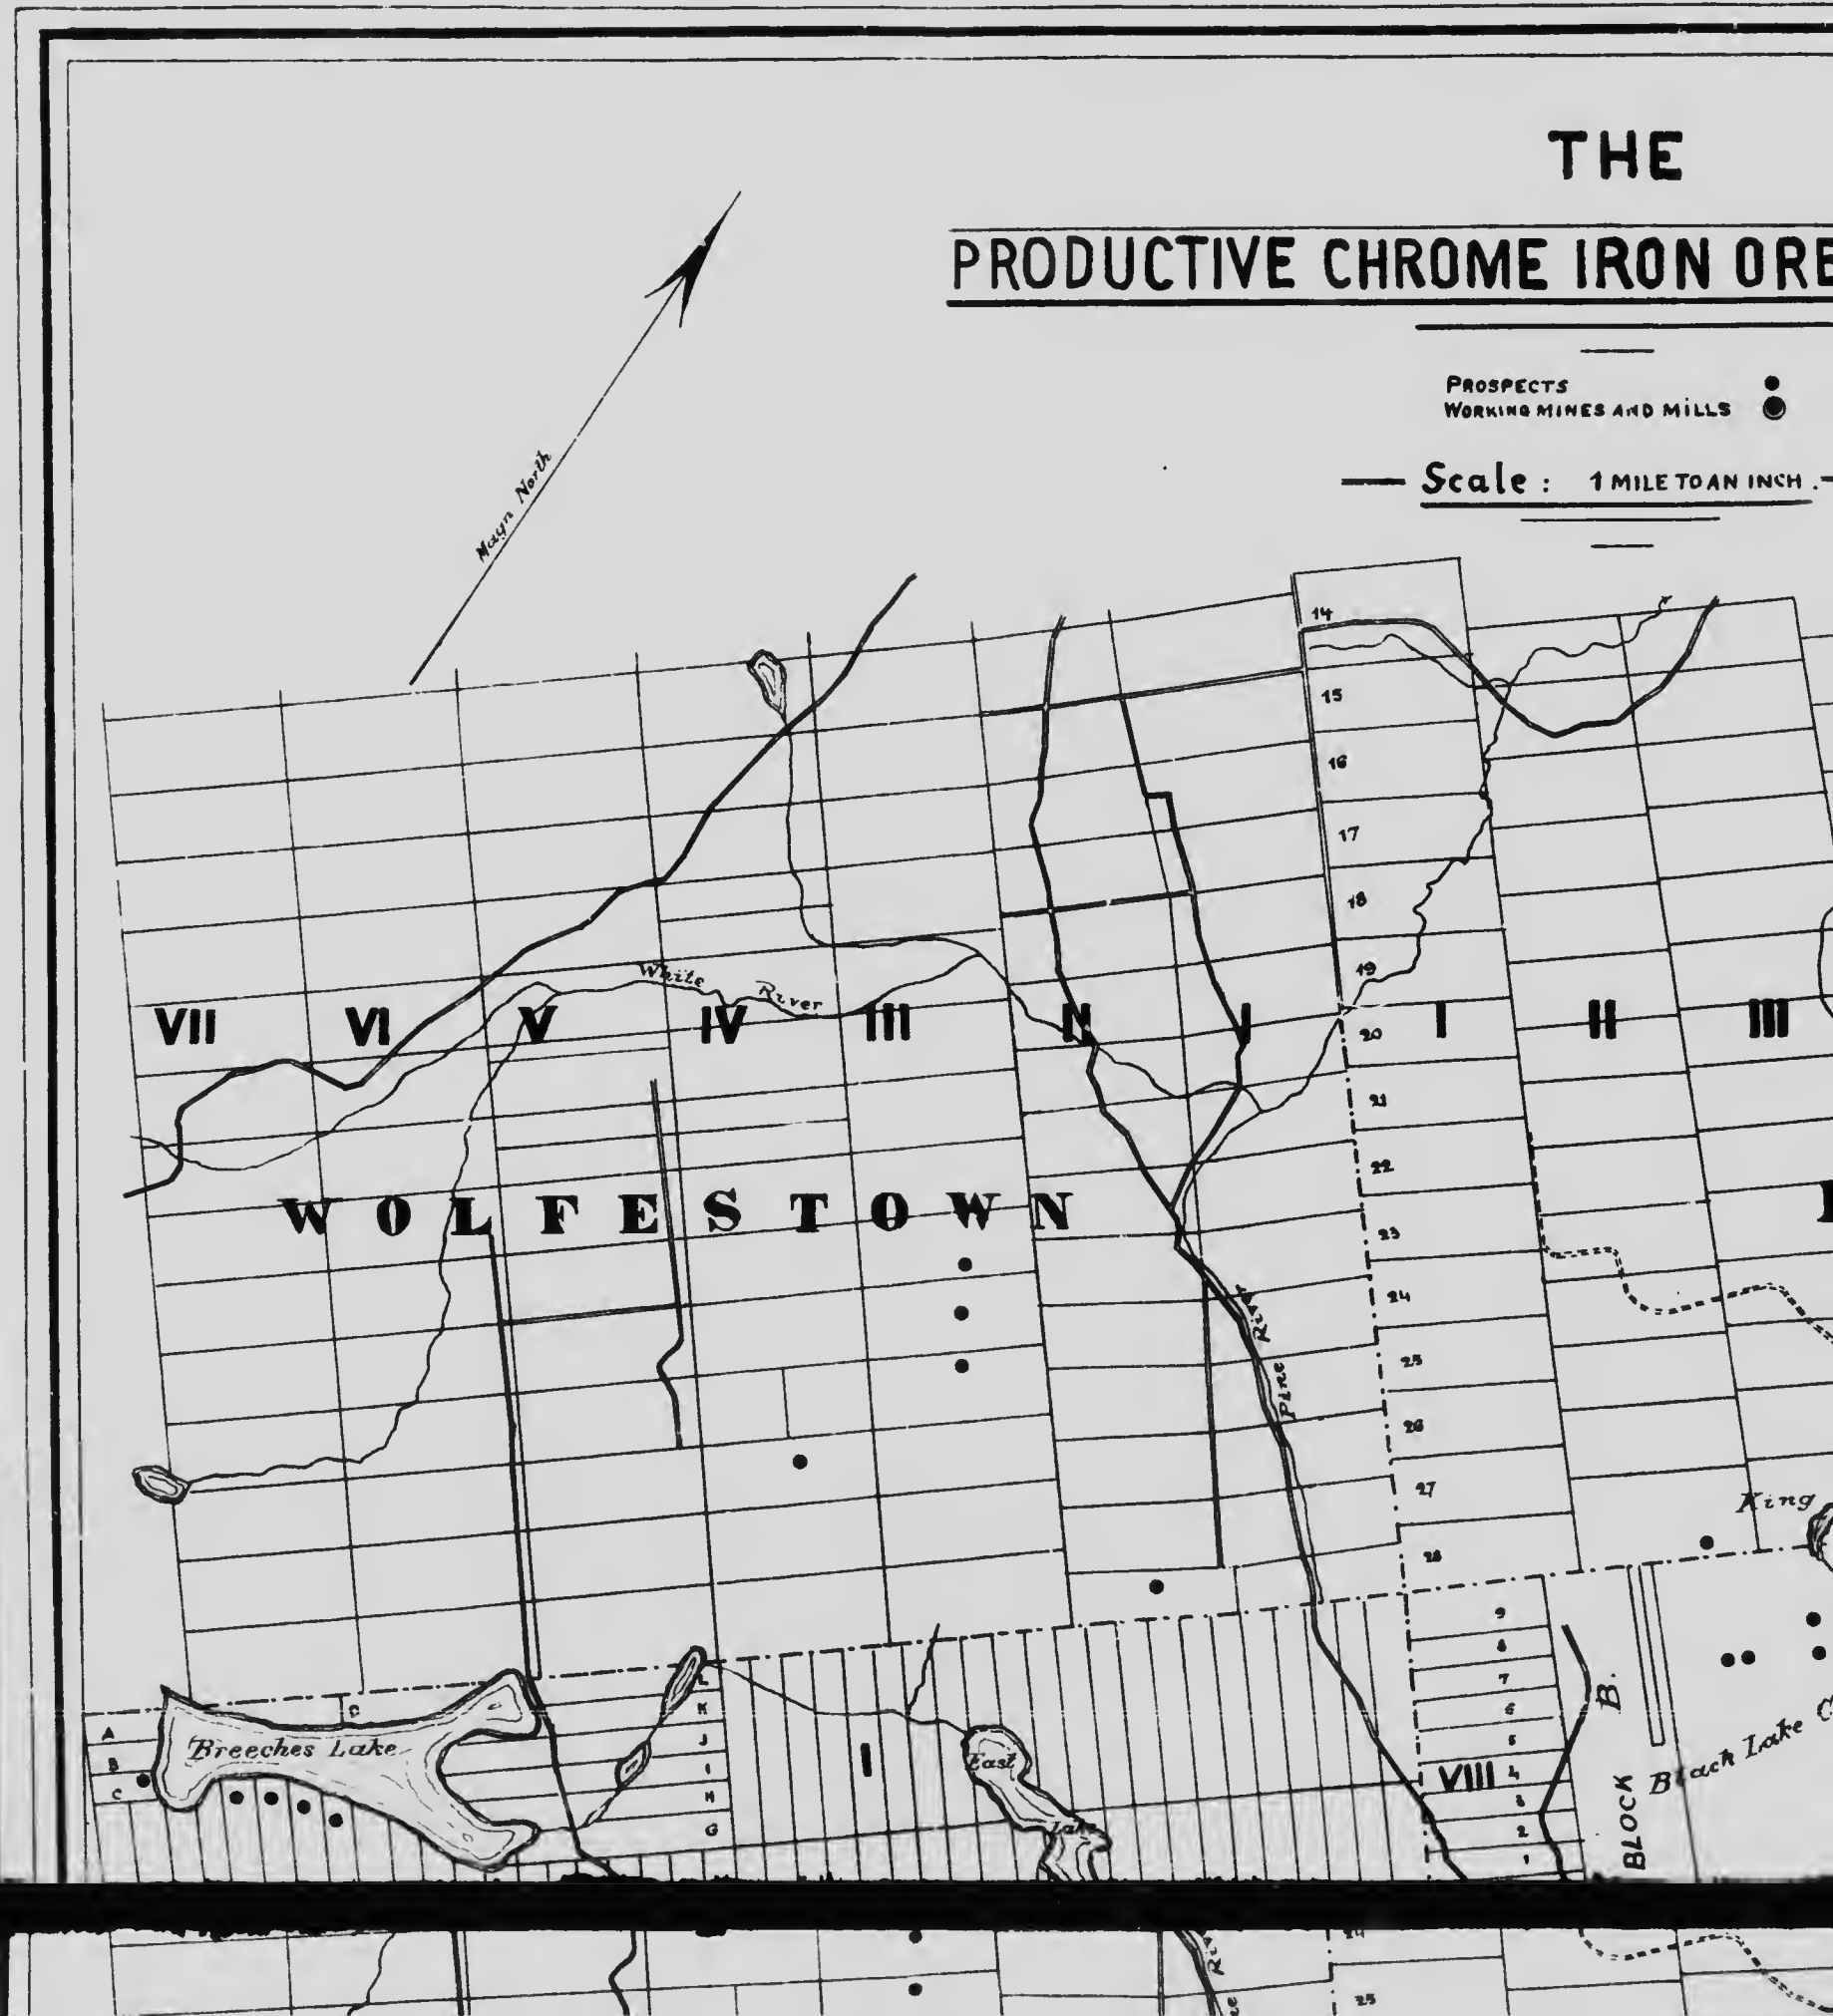 THE
PRODUCTIVE CHROME IRON ORE
PROSPECTS
WORKING MINES AND MILLS
Scale : 1 MILE TO AN INCH .
Magn North
14
15
16
17
18
19
White River
VII VI V IV III II I I II III
20
21
22
WOLFESTOWN
23
24
Pine River
25
26
27
King
28
9
8
7
6
5
4
3
2
1
VIII
B.
BLOCK
Black Lake C
A
B
C
D
Breeches Lake
L
K
J
I
H
G
I
East
Lake
24
25